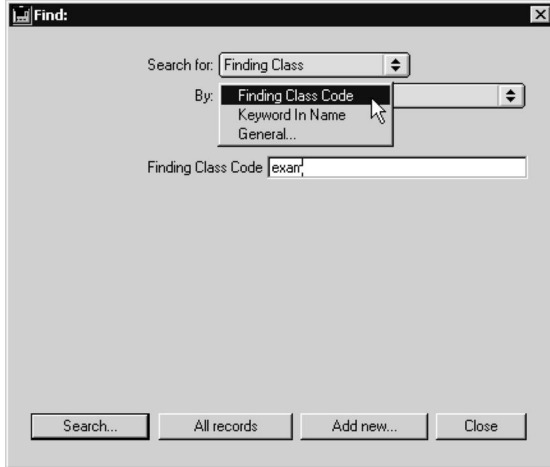 Find:
Search for: Finding Class
By: Finding Class Code
Keyword In Name
General...
Finding Class Code exam
Search... All records Add new... Close